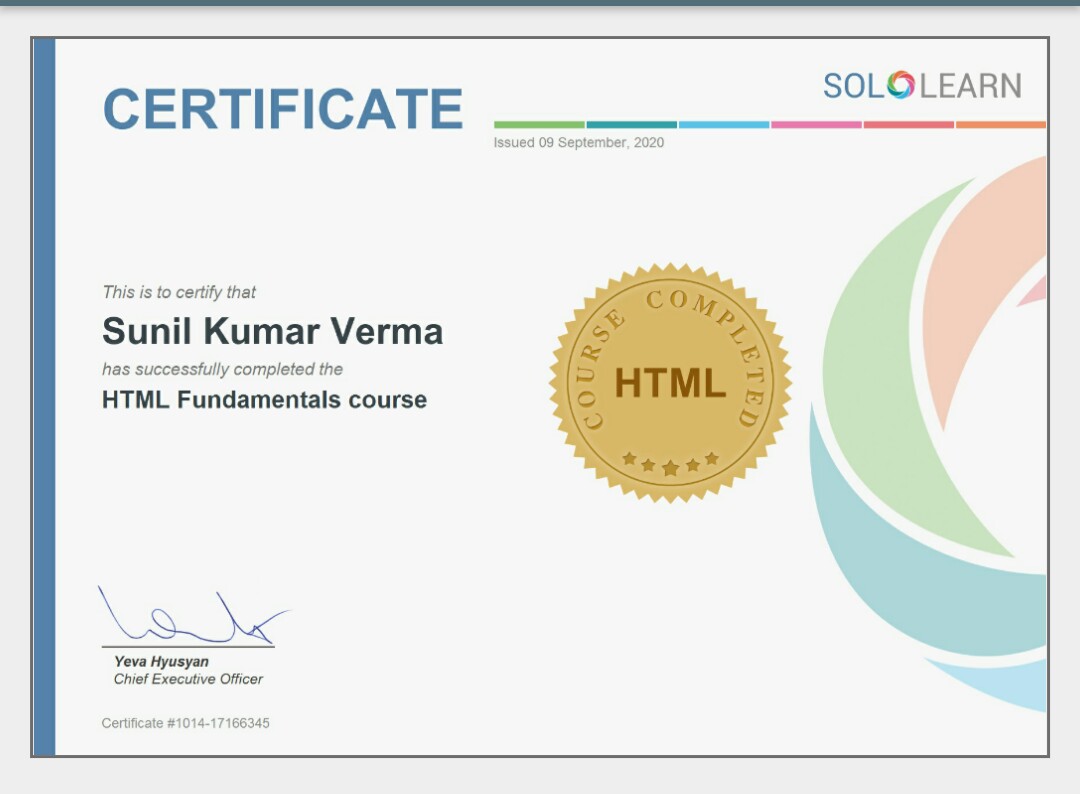 CERTIFICATE
SOLOLEARN
Issued 09 September, 2020
This is to certify that
Sunil Kumar Verma
has successfully completed the
HTML Fundamentals course
COURSE COMPLETED
HTML
Yeva Hyusyan
Chief Executive Officer
Certificate #1014-17166345